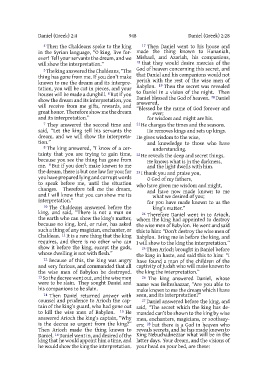 Daniel (Greek) 2.4
948
Daniel (Greek) 2.28
4 Then the Chaldeans spoke to the king
in the Syrian language, “O king, live for-
ever! Tell your servants the dream, and we
will show the interpretation.”
5 The king answered the Chaldeans, “The
thing has gone from me. If you don’t make
known to me the dream and its interpre-
tation, you will be cut in pieces, and your
houses will be made a dunghill. 6 But if you
show the dream and its interpretation, you
will receive from me gifts, rewards, and
great honor. Therefore show me the dream
and its interpretation.”
7 They answered the second time and
said, “Let the king tell his servants the
dream, and we will show the interpreta-
tion.”
8 The king answered, “I know of a cer-
tainty that you are trying to gain time,
because you see the thing has gone from
me. 9 But if you don’t make known to me
the dream, there is but one law for you; for
you have prepared lying and corrupt words
to speak before me, until the situation
changes. Therefore tell me the dream,
and I will know that you can show me its
interpretation.”
10 The Chaldeans answered before the
king, and said, “There is not a man on
the earth who can show the king’s matter,
because no king, lord, or ruler, has asked
such a thing of any magician, enchanter, or
Chaldean. 11 It is a rare thing that the king
requires, and there is no other who can
show it before the king, except the gods,
whose dwelling is not with flesh.”
12 Because of this, the king was angry
and very furious, and commanded that all
the wise men of Babylon be destroyed.
13 So the decree went out, and the wise men
were to be slain. They sought Daniel and
his companions to be slain.
14 Then Daniel returned answer with
counsel and prudence to Arioch the cap-
tain of the king’s guard, who had gone out
to kill the wise men of Babylon. 15 He
answered Arioch the king’s captain, “Why
is the decree so urgent from the king?”
Then Arioch made the thing known to
Daniel. 16 Daniel went in, and desired of the
king that he would appoint him a time, and
he would show the king the interpretation.
17 Then Daniel went to his house and
made the thing known to Hananiah,
Mishael, and Azariah, his companions,
18 that they would desire mercies of the
God of heaven concerning this secret, and
that Daniel and his companions would not
perish with the rest of the wise men of
Babylon. 19 Then the secret was revealed
to Daniel in a vision of the night. Then
Daniel blessed the God of heaven. 20 Daniel
answered,
“Blessed be the name of God forever and
ever;
for wisdom and might are his.
21 He changes the times and the seasons.
He removes kings and sets up kings.
He gives wisdom to the wise,
and knowledge to those who have
understanding.
22 He reveals the deep and secret things.
He knows what is in the darkness,
and the light dwells with him.
23 I thank you and praise you,
O God of my fathers,
who have given me wisdom and might,
and have now made known to me
what we desired of you;
for you have made known to us the
king’s matter.”
24 Therefore Daniel went in to Arioch,
whom the king had appointed to destroy
the wise men of Babylon. He went and said
this to him: “Don’t destroy the wise men of
Babylon. Bring me in before the king, and
I will show to the king the interpretation.”
25 Then Arioch brought in Daniel before
the king in haste, and said this to him: “I
have found a man of the children of the
captivity of Judah who will make known to
the king the interpretation.”
26 The king answered Daniel, whose
name was Belteshazzar, “Are you able to
make known to me the dream which I have
seen, and its interpretation?”
27 Daniel answered before the king, and
said, “The secret which the king has de-
manded can’t be shown to the king by wise
men, enchanters, magicians, or soothsay-
ers; 28 but there is a God in heaven who
reveals secrets, and he has made known to
king Nebuchadnezzar what will be in the
latter days. Your dream, and the visions of
your head on your bed, are these: